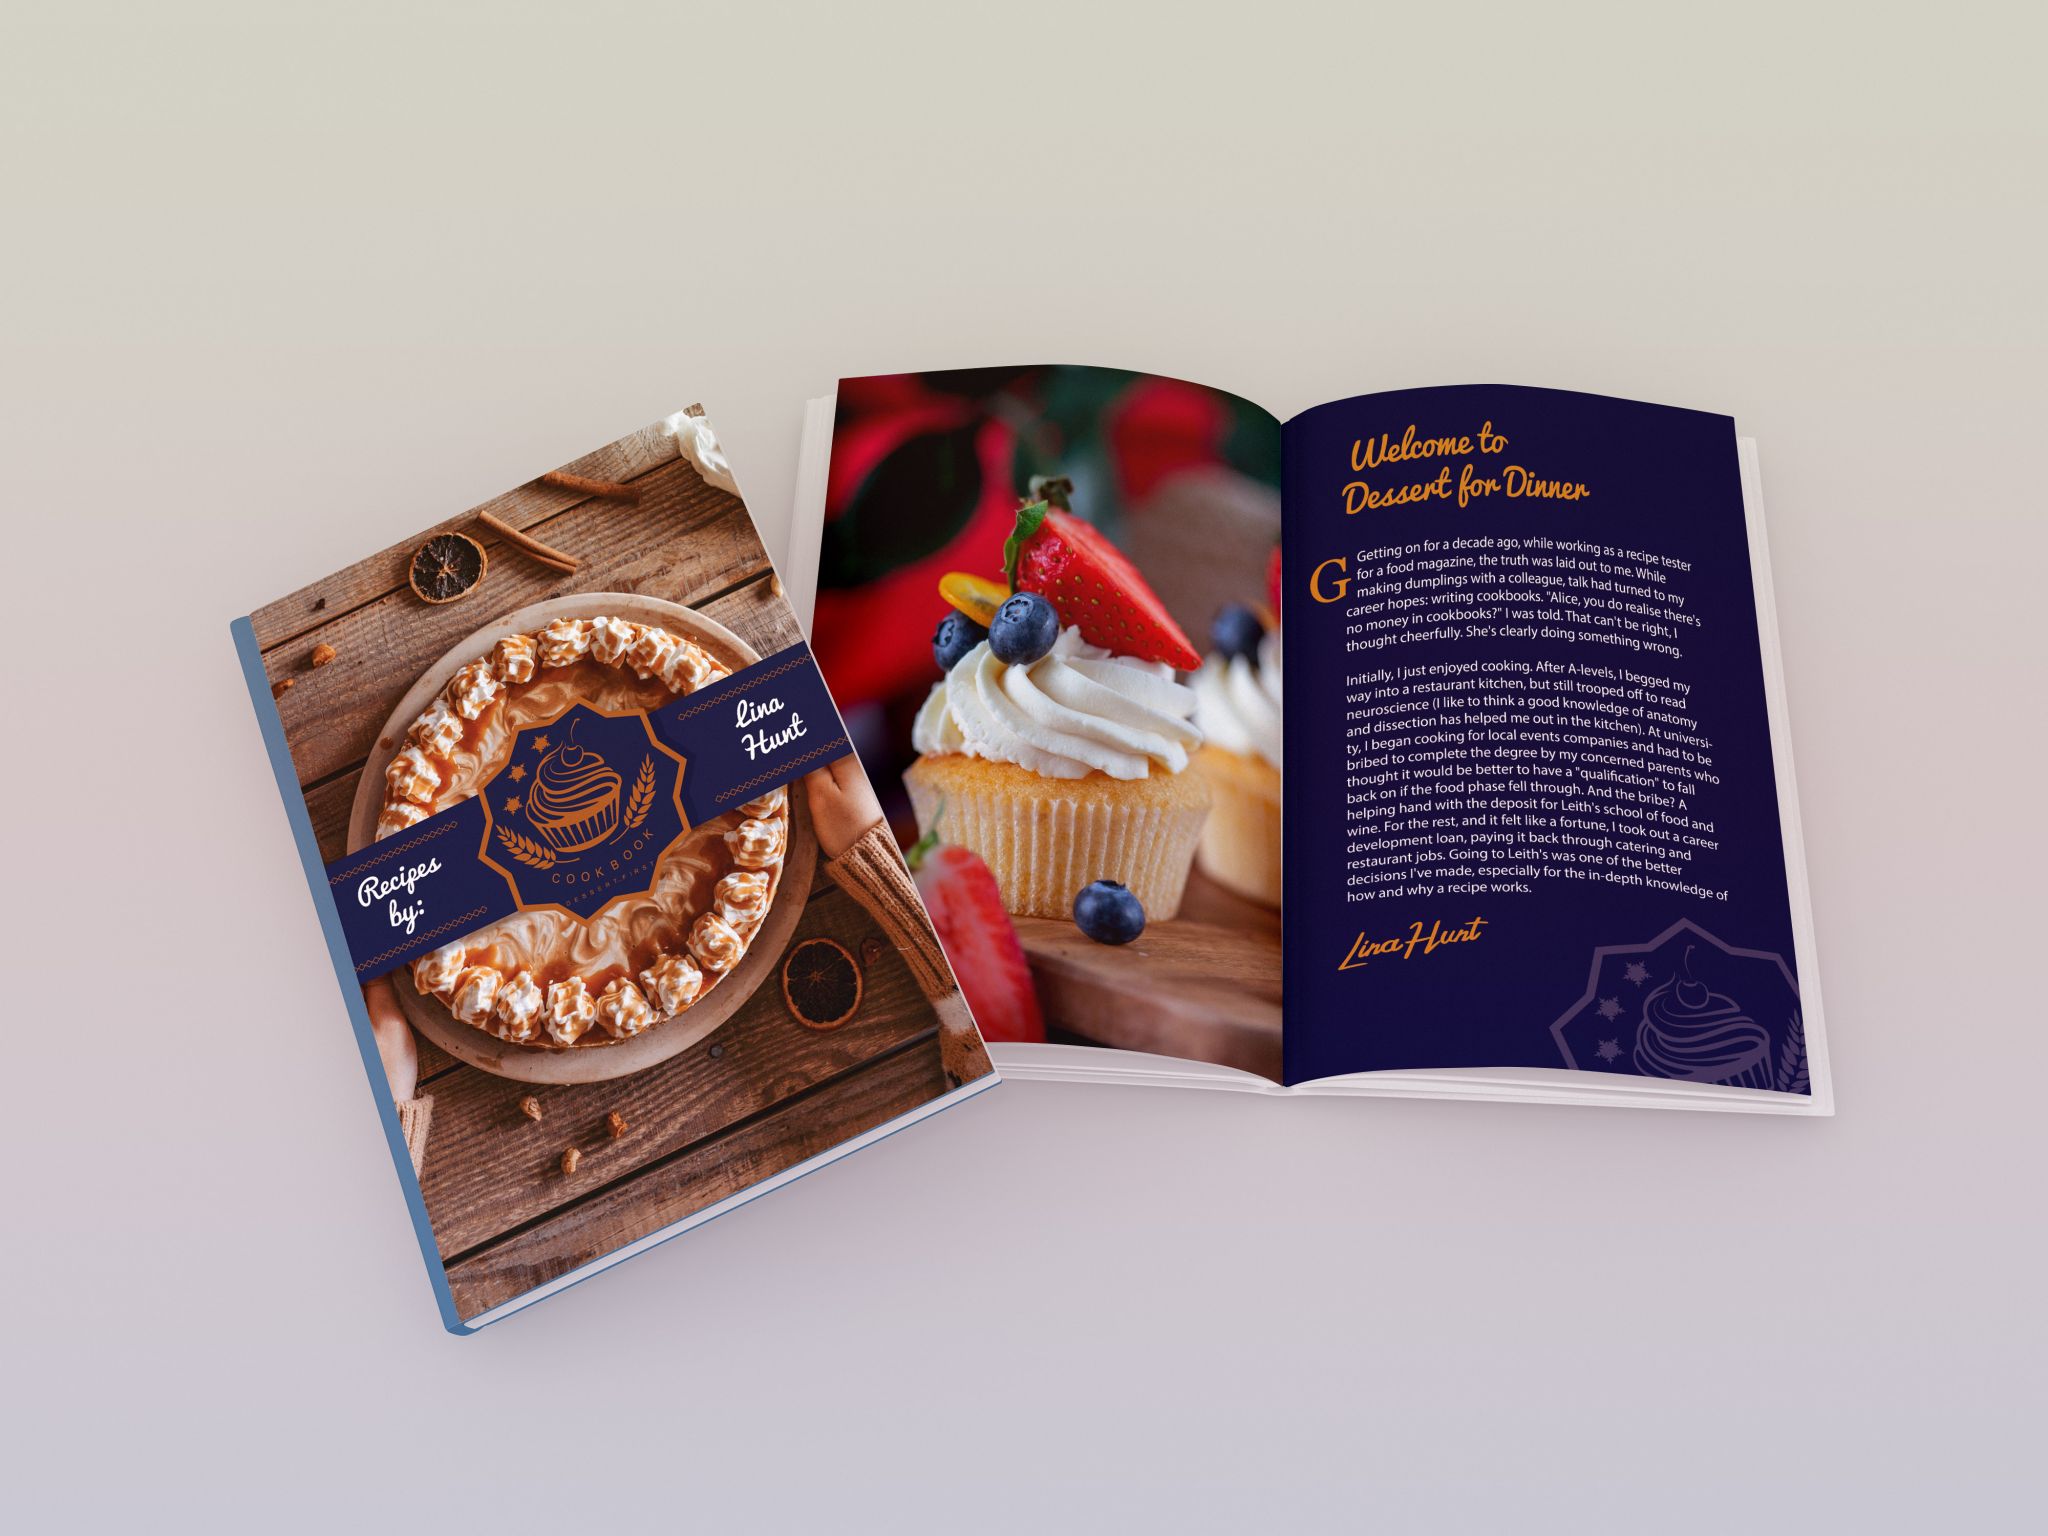 Recipes
by:
COOK BOOK
DESSERT FIRST
Lina
Hunt
Welcome to
Dessert for Dinner
G Getting on for a decade ago, while working as a recipe tester
for a food magazine, the truth was laid out to me. While
making dumplings with a colleague, talk had turned to my
career hopes: writing cookbooks. "Alice, you do realise there's
no money in cookbooks?" I was told. That can't be right, I
thought cheerfully. She's clearly doing something wrong.
Initially, I just enjoyed cooking. After A-levels, I begged my
way into a restaurant kitchen, but still trooped off to read
neuroscience (I like to think a good knowledge of anatomy
and dissection has helped me out in the kitchen). At universi-
ty, I began cooking for local events companies and had to be
bribed to complete the degree by my concerned parents who
thought it would be better to have a "qualification" to fall
back on if the food phase fell through. And the bribe? A
helping hand with the deposit for Leith's school of food and
wine. For the rest, and it felt like a fortune, I took out a career
development loan, paying it back through catering and
restaurant jobs. Going to Leith's was one of the better
decisions I've made, especially for the in-depth knowledge of
how and why a recipe works.
Lina Hunt